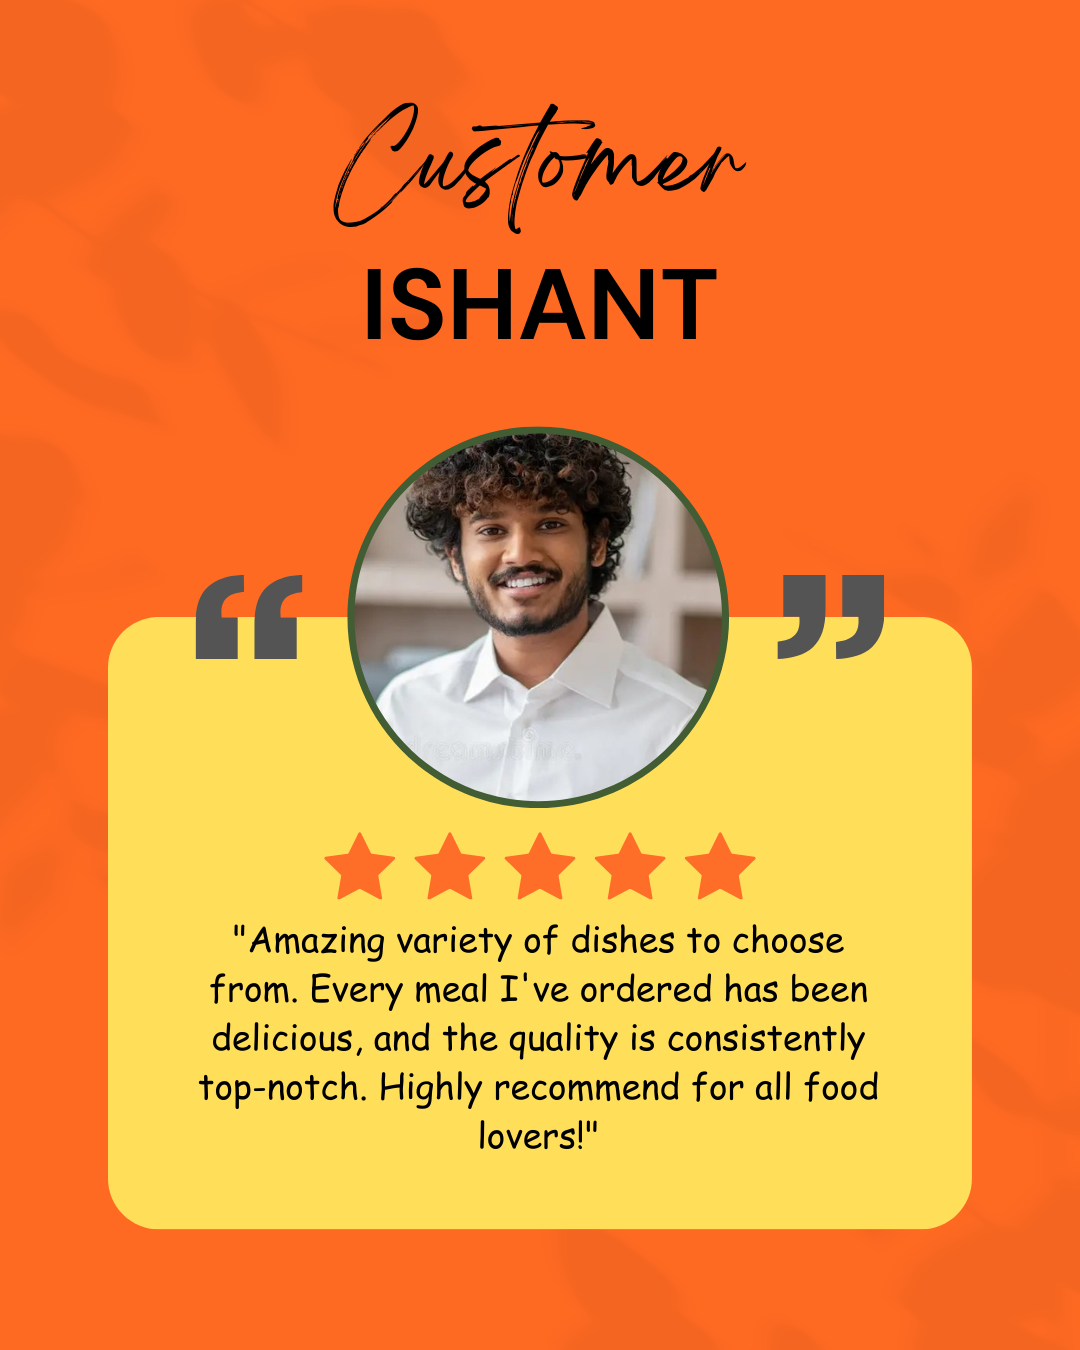 Customer
ISHANT
“ ”
"Amazing variety of dishes to choose
from. Every meal I've ordered has been
delicious, and the quality is consistently
top-notch. Highly recommend for all food
lovers!"